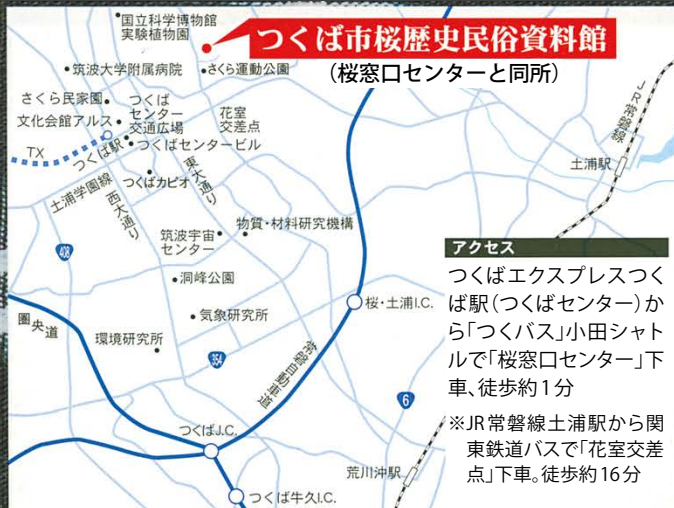 国立科学博物館
実験植物園
つくば市桜歴史民俗資料館
(桜窓口センターと同所)
筑波大学附属病院
さくら運動公園
さくら民家園
つくば
センター
交通広場
花室
交差点
文化会館アルス
つくば駅
つくばセンタービル
TX
土浦学園線
西大通り
東大通り
つくばカピオ
JR常磐線
土浦駅
筑波宇宙
センター
物質・材料研究機構
408
洞峰公園
桜・土浦I.C.
圏央道
気象研究所
環境研究所
354
常磐自動車道
6
つくばJ.C.
荒川沖駅
つくば牛久I.C.
アクセス
つくばエクスプレスつく
ば駅(つくばセンター)か
ら「つくバス」小田シャト
ルで「桜窓口センター」下
車、徒歩約1分
※JR常磐線土浦駅から関
東鉄道バスで「花室交差
点」下車。徒歩約16分